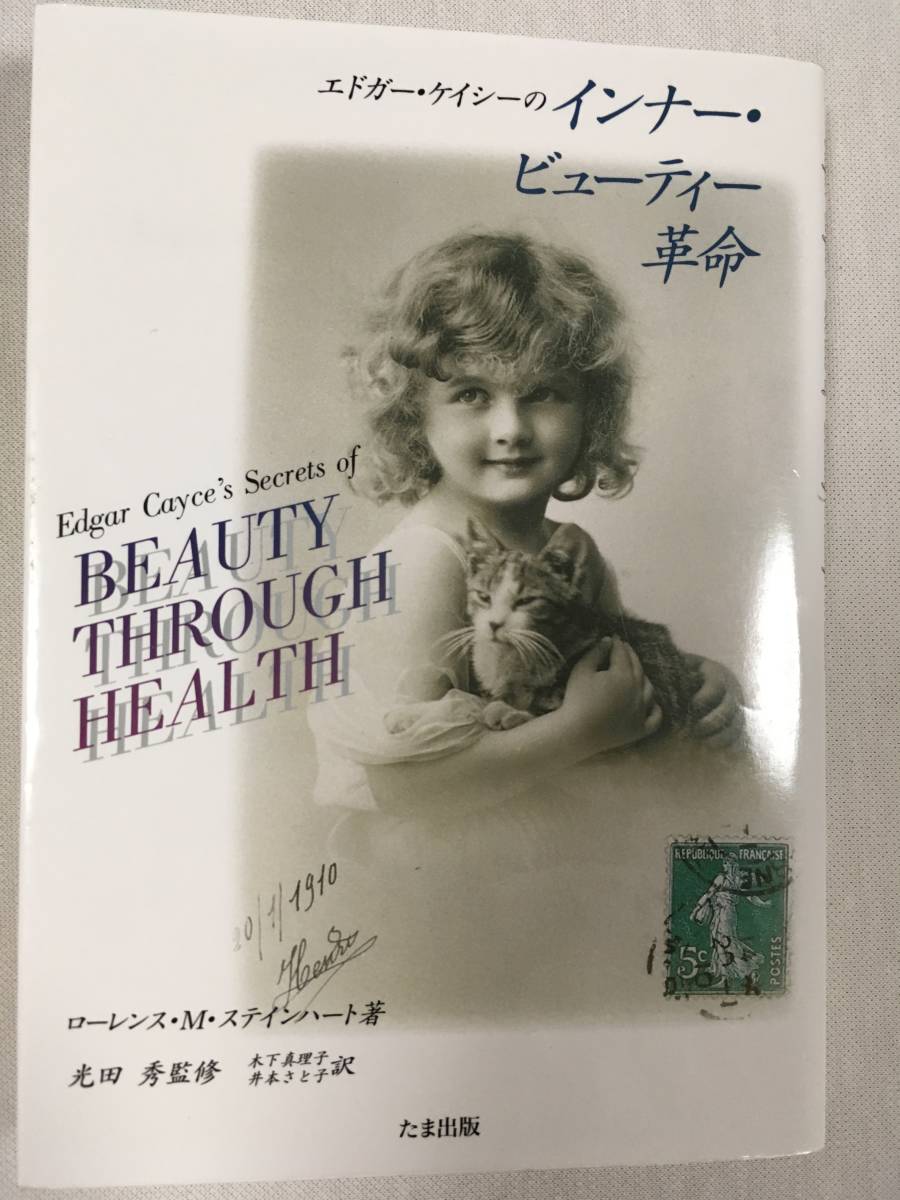 エドガー・ケイシーの インナー・
ビューティー
革命
Edgar Cayce's Secrets of
BEAUTY
THROUGH
HEALTH
20/1/1910
REPUBLIQUE FRANÇAISE
5c
ローレンス・M・ステインハート著
光田 秀監修 木下真理子
井本さと子 訳
たま出版